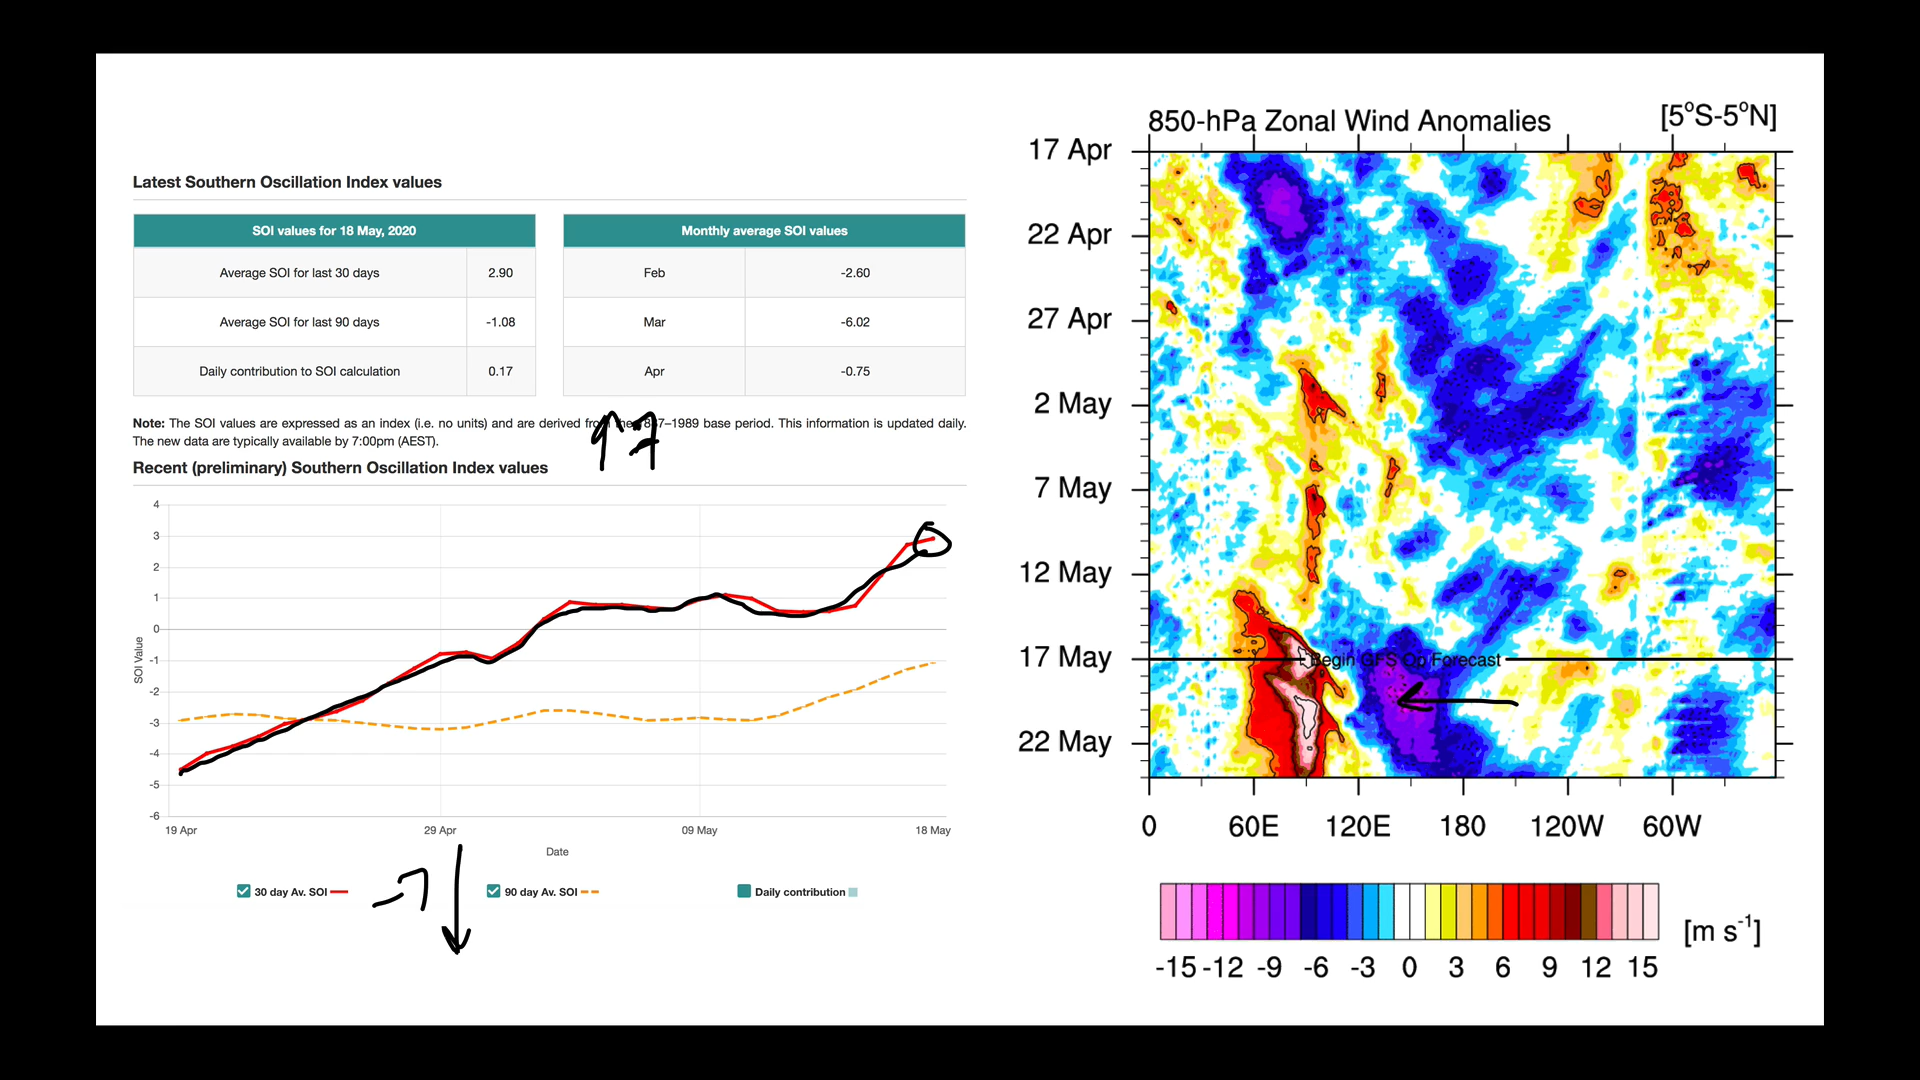 Latest Southern Oscillation Index values
SOI values for 18 May, 2020
Average SOI for last 30 days 2.90
Average SOI for last 90 days -1.08
Daily contribution to SOI calculation 0.17
Monthly average SOI values
Feb -2.60
Mar -6.02
Apr -0.75
Note: The SOI values are expressed as an index (i.e. no units) and are derived from the 1887–1989 base period. This information is updated daily.
The new data are typically available by 7:00pm (AEST).
+7
Recent (preliminary) Southern Oscillation Index values
4
3
2
1
0
-1
-2
-3
-4
-5
-6
SOI Value
19 Apr 29 Apr 09 May 18 May
Date
30 day Av. SOI 90 day Av. SOI Daily contribution
-7
850-hPa Zonal Wind Anomalies [5°S-5°N]
17 Apr
22 Apr
27 Apr
2 May
7 May
12 May
17 May
Begin GFS Op Forecast
22 May
0 60E 120E 180 120W 60W
[m s-1]
-15 -12 -9 -6 -3 0 3 6 9 12 15